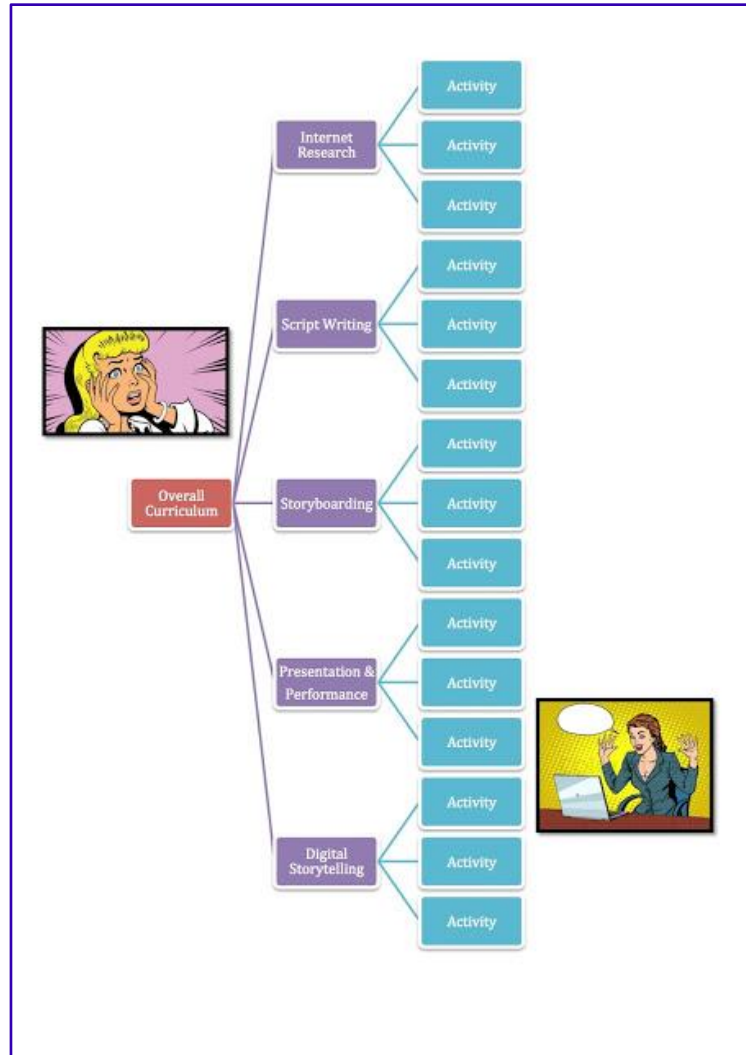 Activity
Internet
Research
Activity
Activity
Activity
Script Writing
Activity
Activity
Activity
Overall
Curriculum
Storyboarding
Activity
Activity
Activity
Presentation &
Performance
Activity
Activity
Activity
Digital
Storytelling
Activity
Activity